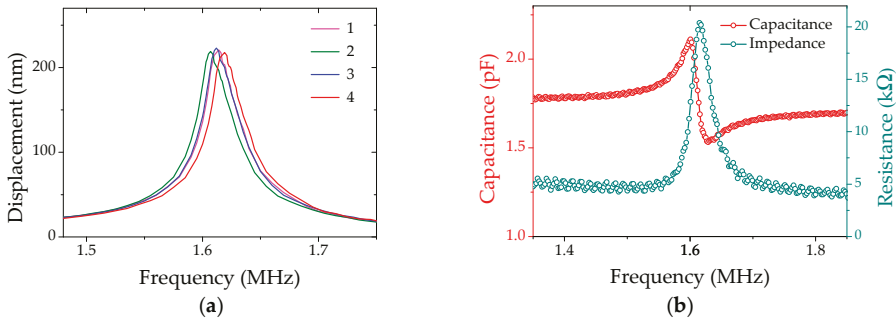 Displacement (nm)
200
100
0
1.5
1.6
1.7
Frequency (MHz)
1
2
3
4
(a)
Capacitance (pF)
2.0
1.5
1.0
1.4
1.6
1.8
Frequency (MHz)
Capacitance
Impedance
20
15
10
5
0
Resistance (kΩ)
(b)